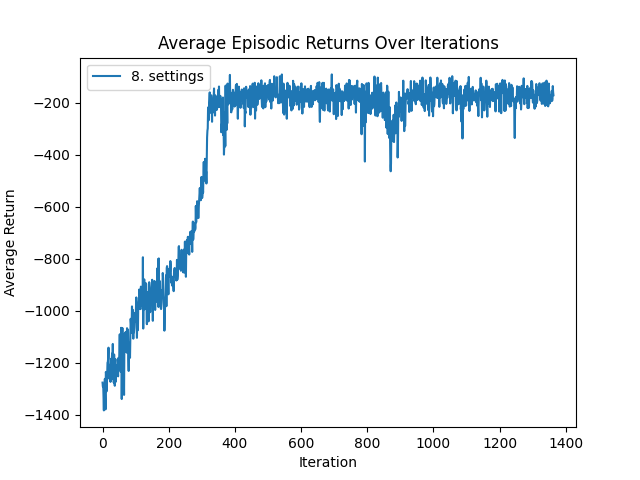 Average Episodic Returns Over Iterations
8. settings
−200
−400
−600
−800
−1000
−1200
−1400
Average Return
0 200 400 600 800 1000 1200 1400
Iteration